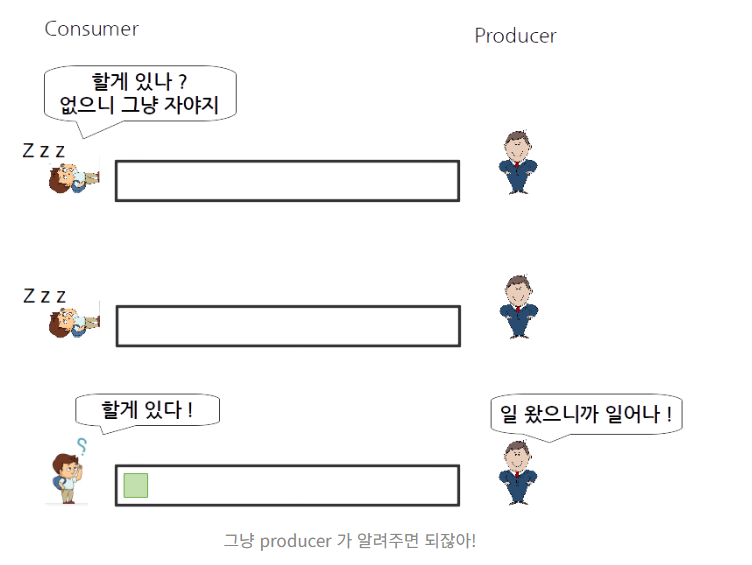 Consumer
Producer
할게 있나 ?
없으니 그냥 자야지
Z z z
Z z z
할게 있다 !
일 왔으니까 일어나 !
그냥 producer 가 알려주면 되잖아!